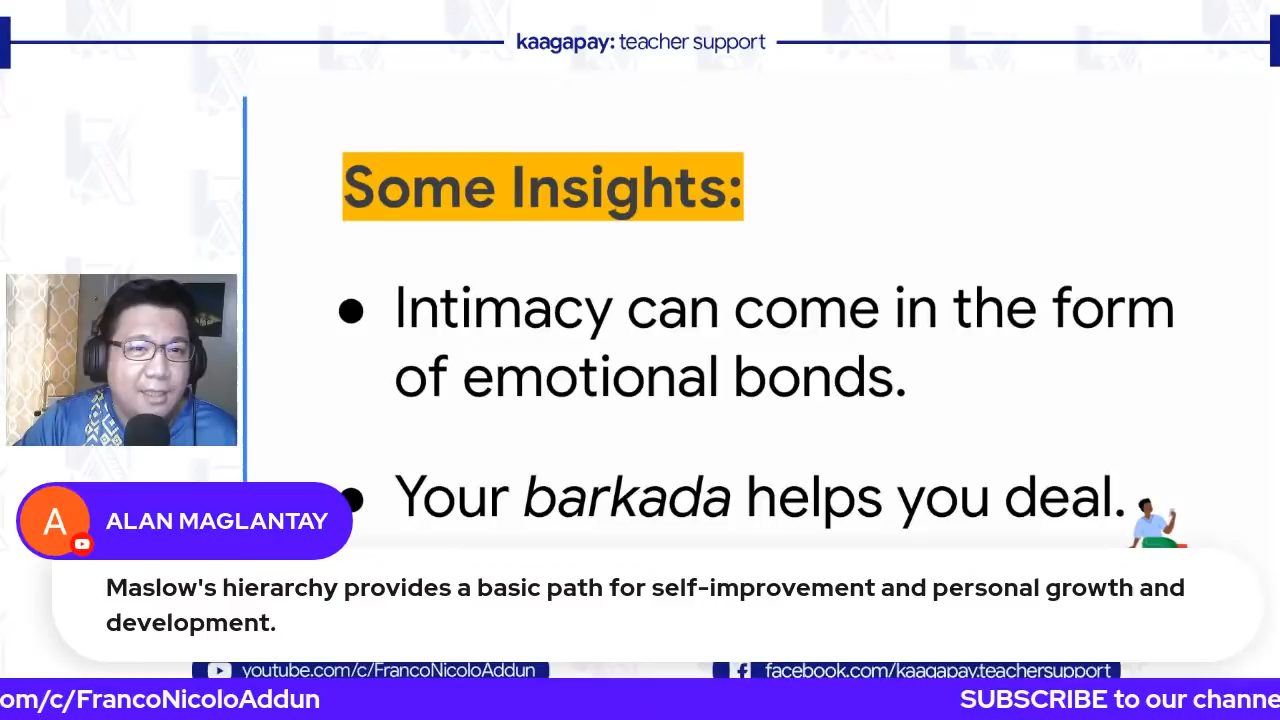 kaagapay: teacher support
Some Insights:
● Intimacy can come in the form
of emotional bonds.
● Your barkada helps you deal.
A
ALAN MAGLANTAY
Maslow's hierarchy provides a basic path for self-improvement and personal growth and
development.
youtube.com/c/FrancoNicoloAddun
facebook.com/kaagapay.teachersupport
om/c/FrancoNicoloAddun
SUBSCRIBE to our channe